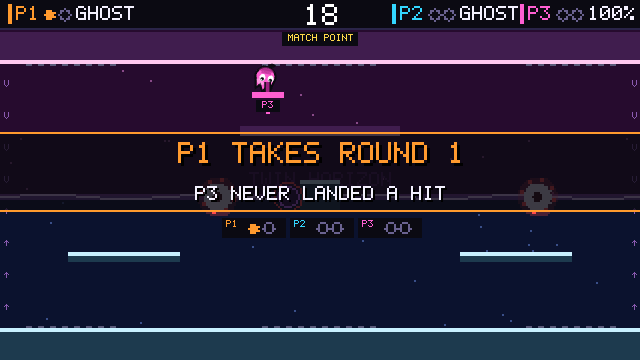 P1 GHOST 18 P2 GHOST P3 100%
MATCH POINT
P3
P1 TAKES ROUND 1
P3 NEVER LANDED A HIT
P1 P2 P3